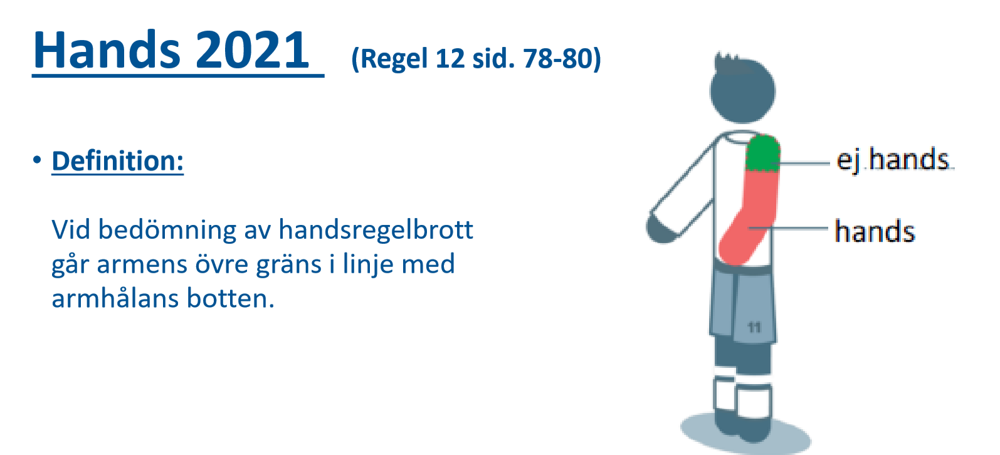 Hands 2021 (Regel 12 sid. 78-80)
• Definition:
Vid bedömning av handsregelbrott
går armens övre gräns i linje med
armhålans botten.
ej hands
hands
11